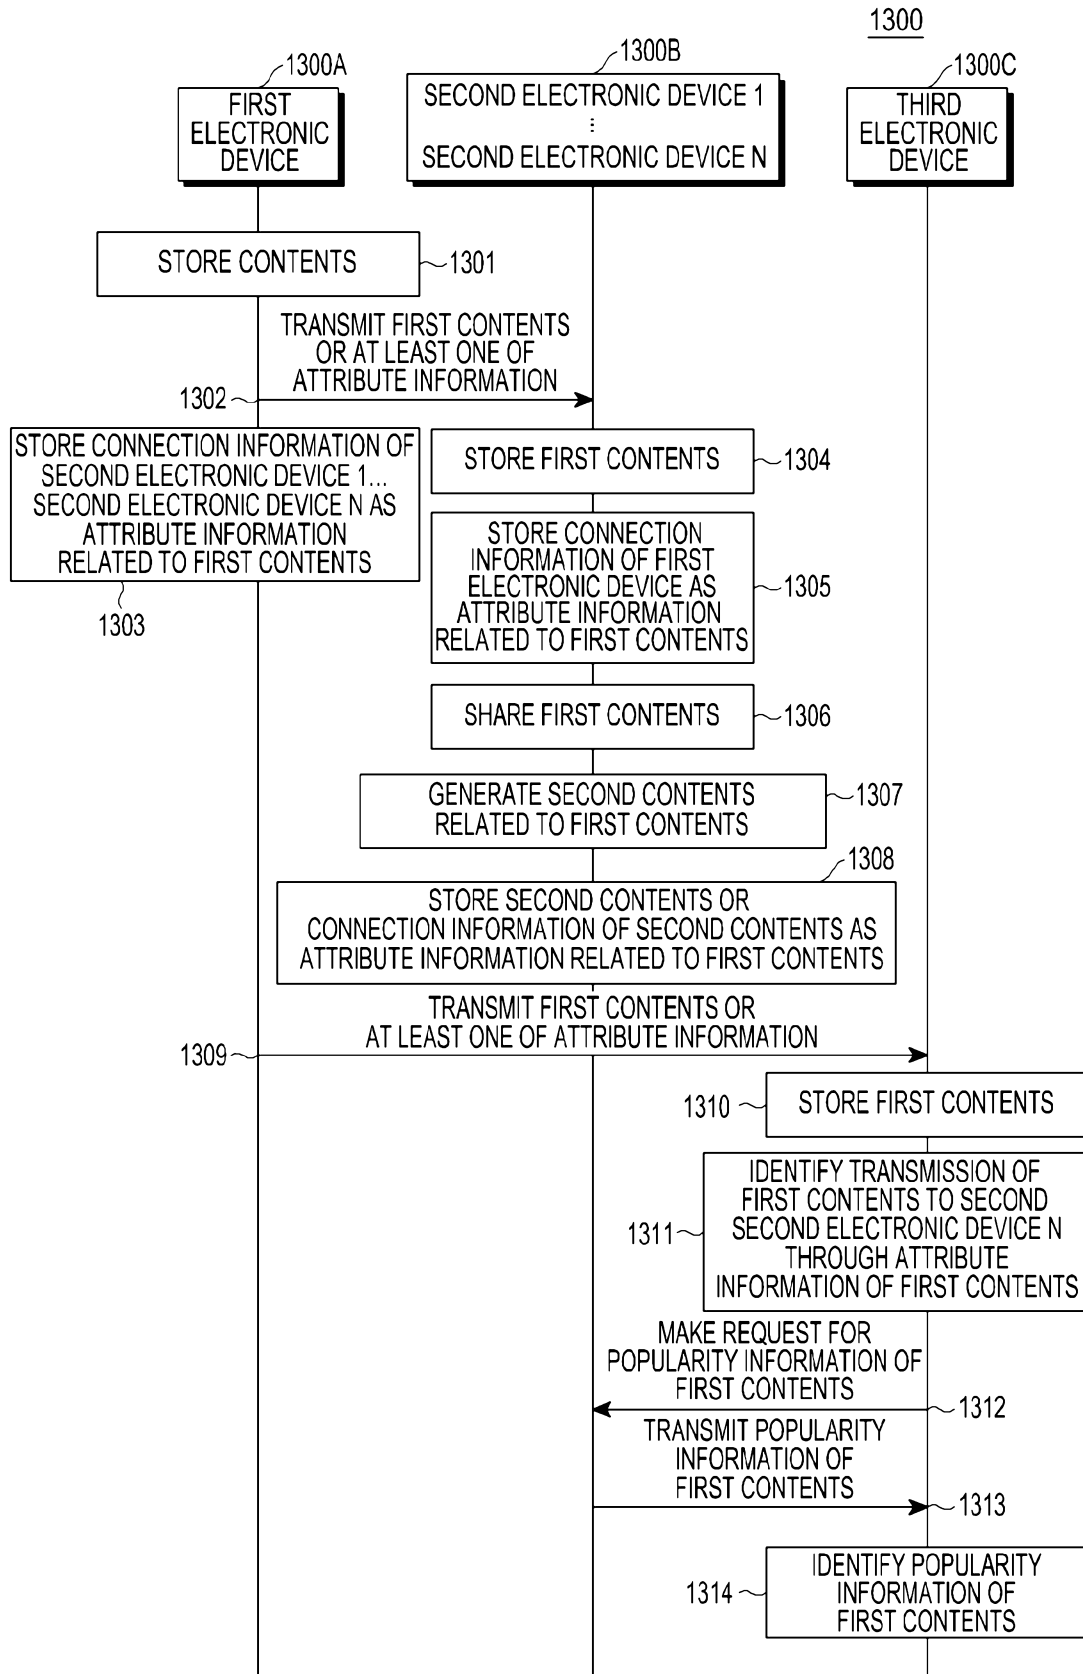 1300
1300A
1300B
1300C
FIRST
ELECTRONIC
DEVICE
SECOND ELECTRONIC DEVICE 1
⋮
SECOND ELECTRONIC DEVICE N
THIRD
ELECTRONIC
DEVICE
STORE CONTENTS
1301
TRANSMIT FIRST CONTENTS
OR AT LEAST ONE OF
ATTRIBUTE INFORMATION
1302
STORE CONNECTION INFORMATION OF
SECOND ELECTRONIC DEVICE 1...
SECOND ELECTRONIC DEVICE N AS
ATTRIBUTE INFORMATION
RELATED TO FIRST CONTENTS
1303
STORE FIRST CONTENTS
1304
STORE CONNECTION
INFORMATION OF FIRST
ELECTRONIC DEVICE AS
ATTRIBUTE INFORMATION
RELATED TO FIRST CONTENTS
1305
SHARE FIRST CONTENTS
1306
GENERATE SECOND CONTENTS
RELATED TO FIRST CONTENTS
1307
1308
STORE SECOND CONTENTS OR
CONNECTION INFORMATION OF SECOND CONTENTS AS
ATTRIBUTE INFORMATION RELATED TO FIRST CONTENTS
TRANSMIT FIRST CONTENTS OR
AT LEAST ONE OF ATTRIBUTE INFORMATION
1309
1310
STORE FIRST CONTENTS
IDENTIFY TRANSMISSION OF
FIRST CONTENTS TO SECOND
SECOND ELECTRONIC DEVICE N
THROUGH ATTRIBUTE
INFORMATION OF FIRST CONTENTS
1311
MAKE REQUEST FOR
POPULARITY INFORMATION OF
FIRST CONTENTS
1312
TRANSMIT POPULARITY
INFORMATION OF
FIRST CONTENTS
1313
IDENTIFY POPULARITY
INFORMATION OF
FIRST CONTENTS
1314